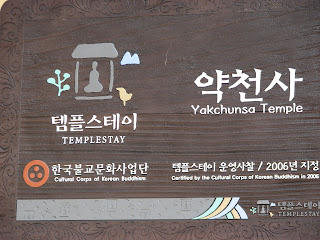 약천사
Yakchunsa Temple
템플스테이
TEMPLESTAY
한국불교문화사업단
Cultural Corps of Korean Buddhism
템플스테이 운영사찰 / 2006년 지정
Certified by the Cultural Corps of Korean Buddhism in 2006
템플스테이
TEMPLESTAY